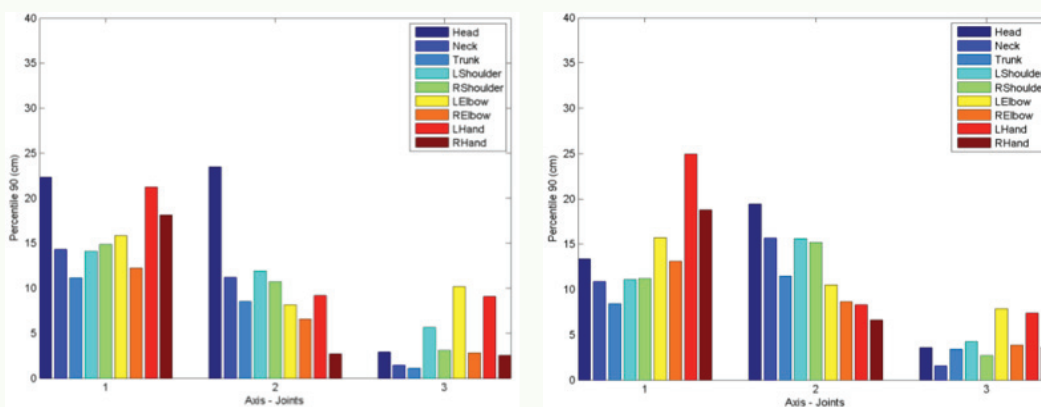 40
35
30
25
20
15
10
5
0
Percentile 90 (cm)
1
2
3
Axis - Joints
Head
Neck
Trunk
LShoulder
RShoulder
LElbow
RElbow
LHand
RHand
40
35
30
25
20
15
10
5
0
Percentile 90 (cm)
1
2
3
Axis - Joints
Head
Neck
Trunk
LShoulder
RShoulder
LElbow
RElbow
LHand
RHand